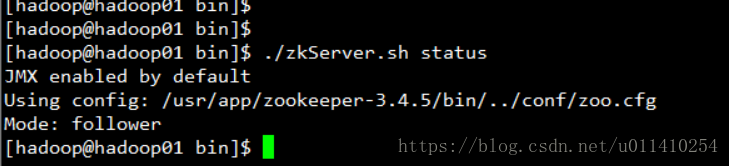 [hadoop@hadoop01 bin]$
[hadoop@hadoop01 bin]$
[hadoop@hadoop01 bin]$ ./zkServer.sh status
JMX enabled by default
Using config: /usr/app/zookeeper-3.4.5/bin/../conf/zoo.cfg
Mode: follower
[hadoop@hadoop01 bin]$
https://blog.csdn.net/u011410254